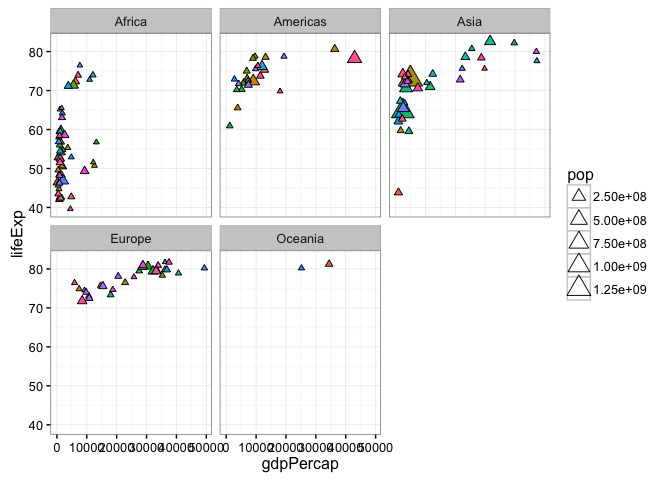 Africa
Americas
Asia
80
70
60
50
40
Europe
Oceania
80
70
60
50
40
lifeExp
0 10000 20000 30000 40000 50000
0 10000 20000 30000 40000 50000
gdpPercap
pop
2.50e+08
5.00e+08
7.50e+08
1.00e+09
1.25e+09